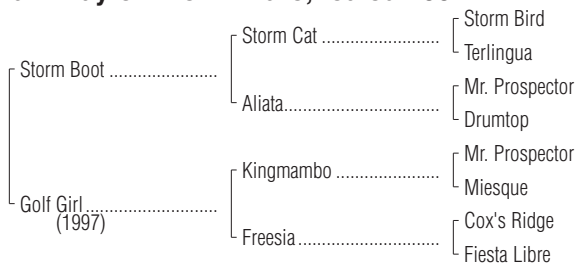 Storm Bird
Storm Cat ..........................
Terlingua
Storm Boot ........................
Mr. Prospector
Aliata..................................
Drumtop
Mr. Prospector
Kingmambo .......................
Miesque
Golf Girl.............................
(1997)
Cox's Ridge
Freesia...............................
Fiesta Libre